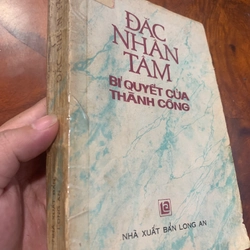 ĐẮC
NHÂN
TÂM
BÍ QUYẾT CỦA
THÀNH CÔNG
NHÀ XUẤT BẢN LONG AN